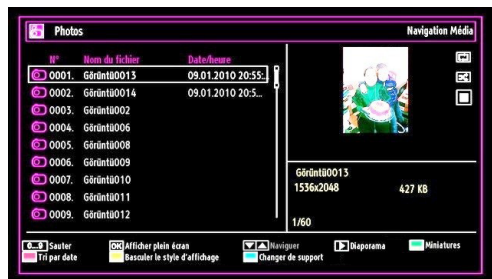 Photos Navigation Média
N° Nom du fichier Date/heure
0001. Görüntü0013 09.01.2010 20:55:..
0002. Görüntü0014 09.01.2010 20:5...
0003. Görüntü002
0004. Görüntü006
0005. Görüntü008
0006. Görüntü009
0007. Görüntü010
0008. Görüntü011
0009. Görüntü012
Görüntü0013
1536x2048 427 KB
1/60
0...9 Sauter OK Afficher plein écran Naviguer Diaporama Miniatures
Tri par date Basculer le style d'affichage Changer de support